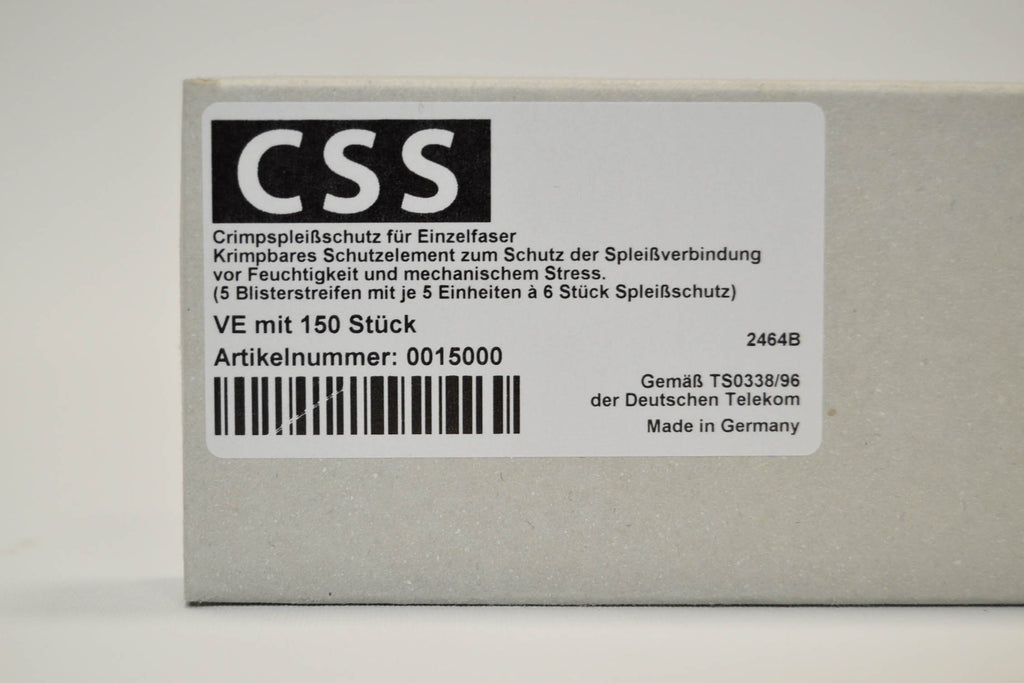 CSS
Crimpspleißschutz für Einzelfaser
Krimpbares Schutzelement zum Schutz der Spleißverbindung
vor Feuchtigkeit und mechanischem Stress.
(5 Blisterstreifen mit je 5 Einheiten à 6 Stück Spleißschutz)
VE mit 150 Stück
2464B
Artikelnummer: 0015000
Gemäß TS0338/96
der Deutschen Telekom
Made in Germany